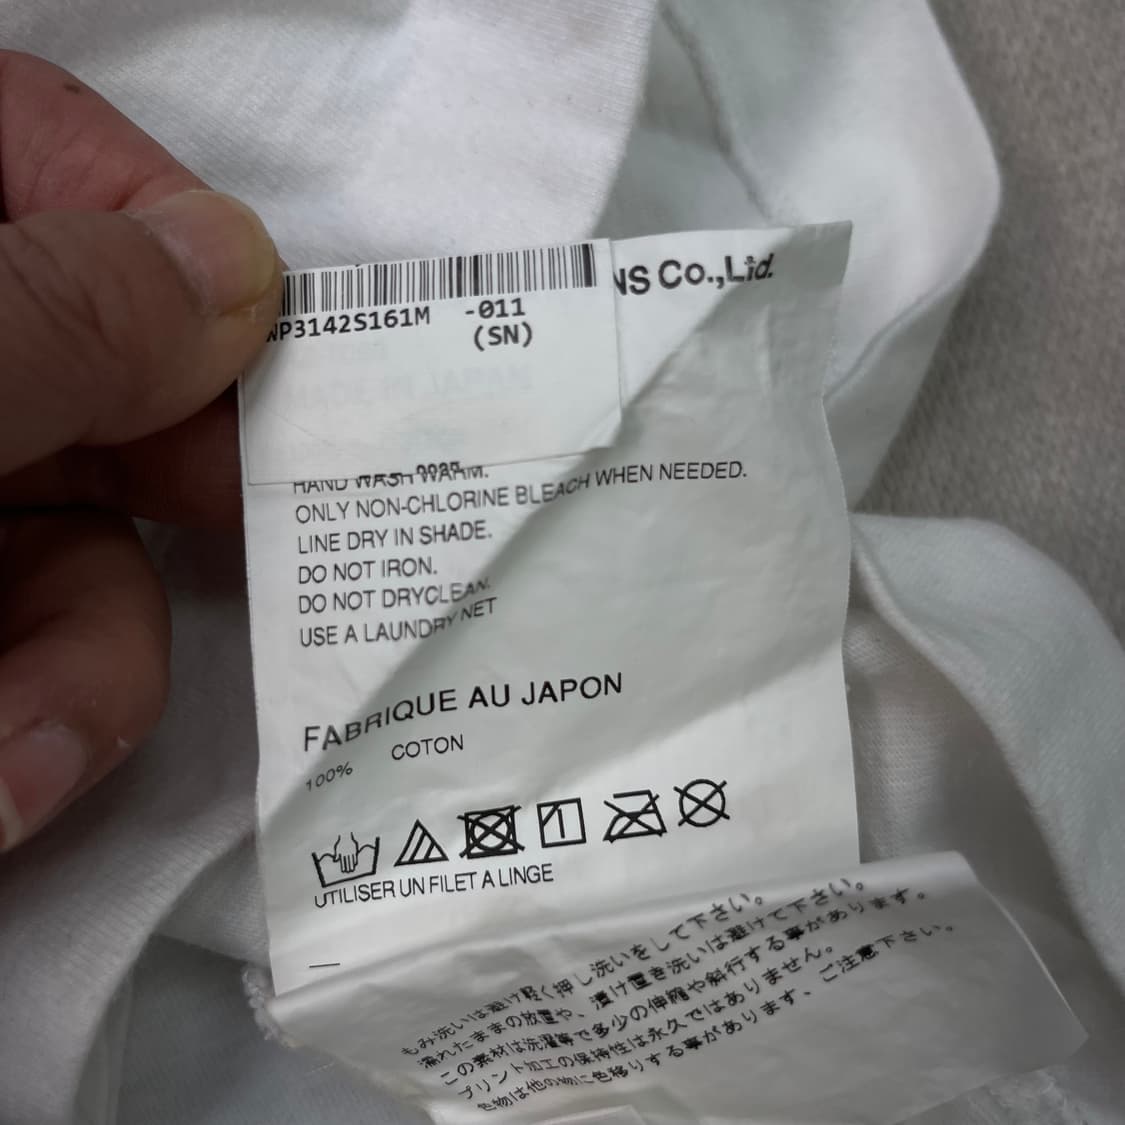 NS Co.,Ltd.
WP3142S161M -011
(SN)
MADE IN JAPAN
HAND WASH WARM.
ONLY NON-CHLORINE BLEACH WHEN NEEDED.
LINE DRY IN SHADE.
DO NOT IRON.
DO NOT DRYCLEAN.
USE A LAUNDRY NET
FABRIQUE AU JAPON
100% COTON
UTILISER UN FILET A LINGE
もみ洗いは避け軽く押し洗いをして下さい。
濡れたままの放置や、漬け置き洗いは避けて下さい。
この素材は洗濯等で多少の伸縮や斜行する事があります。
プリント加工の保持性は永久ではありません。
色物は他の物に色移りする事があります、ご注意下さい。